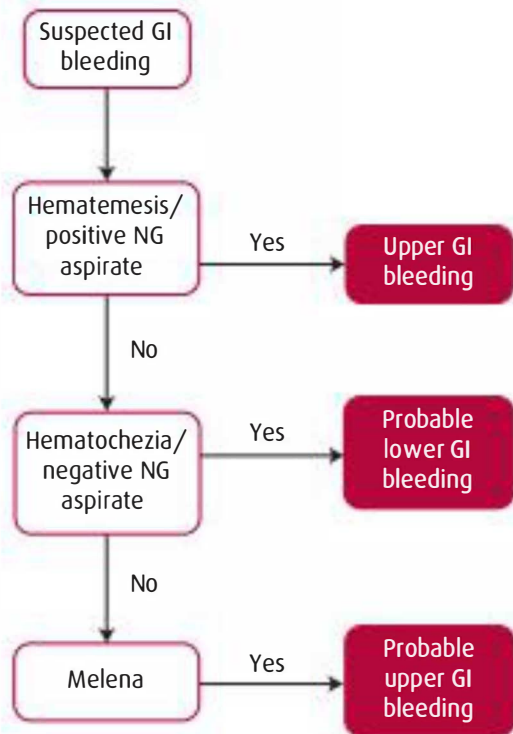 Suspected GI
bleeding
Hematemesis/
positive NG
aspirate
Yes
Upper GI
bleeding
No
Hematochezia/
negative NG
aspirate
Yes
Probable
lower GI
bleeding
No
Melena
Yes
Probable
upper GI
bleeding